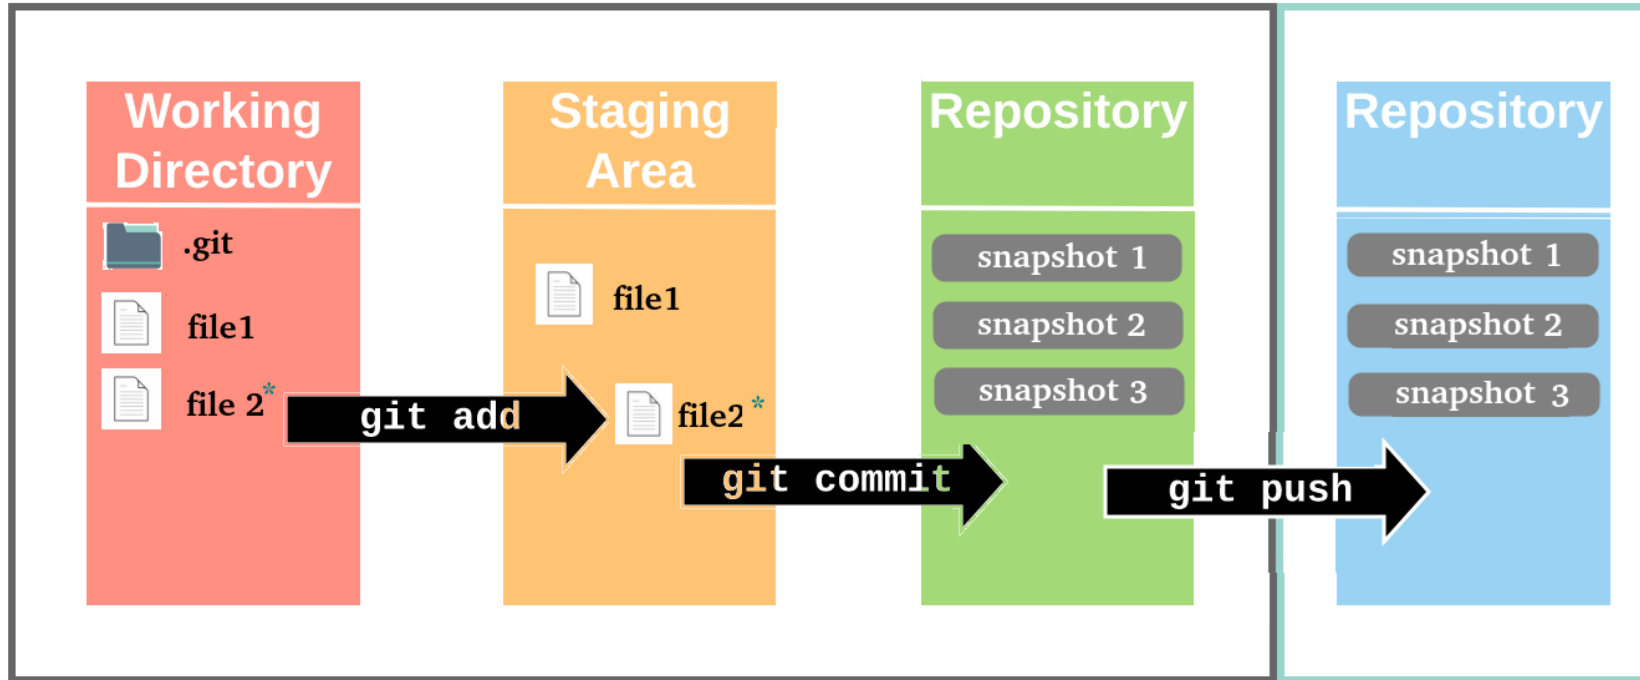 Working
Directory
.git
file1
file 2*
git add
Staging
Area
file1
file2 *
git commit
Repository
snapshot 1
snapshot 2
snapshot 3
git push
Repository
snapshot 1
snapshot 2
snapshot 3